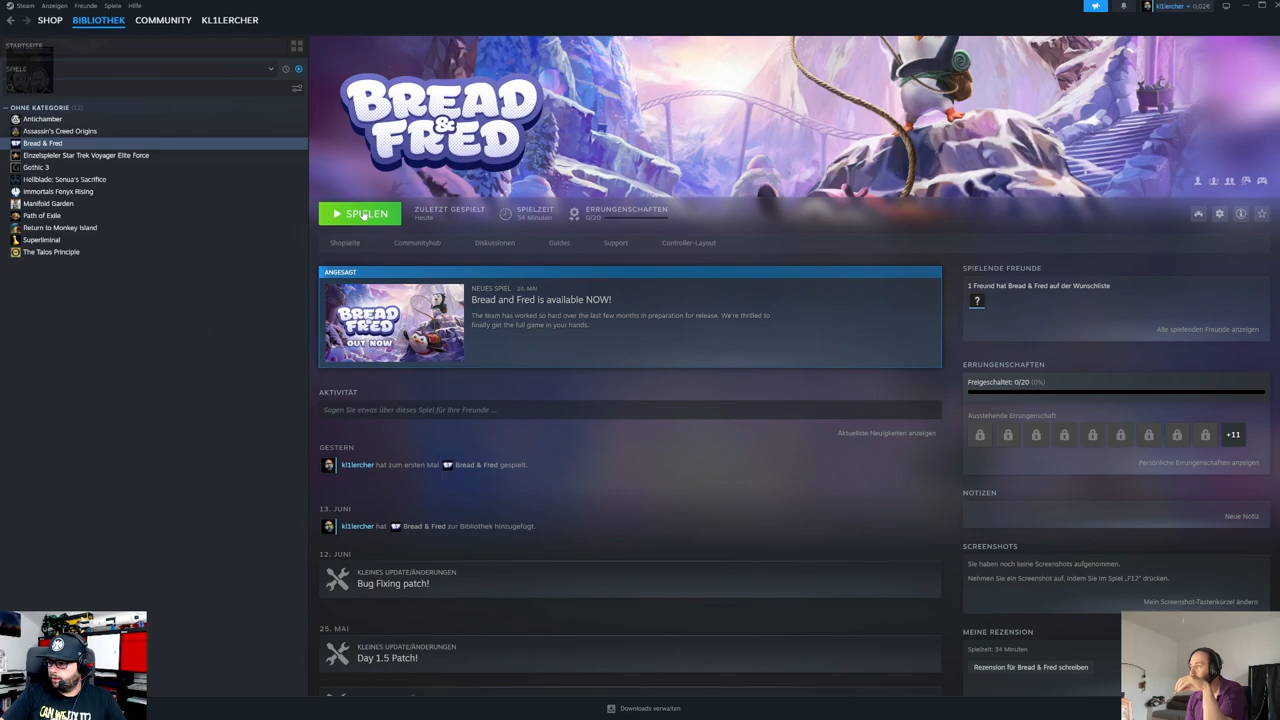 Steam Anzeigen Freunde Spiele Hilfe
kl1lercher 0,02€
SHOP BIBLIOTHEK COMMUNITY KL1LERCHER
STARTSEITE
SPIELE
OHNE KATEGORIE (12)
Antichamber
Assassin's Creed Origins
Bread & Fred
Einzelspieler Star Trek Voyager Elite Force
Gothic 3
Hellblade: Senua's Sacrifice
Immortals Fenyx Rising
Manifold Garden
Path of Exile
Return to Monkey Island
Superliminal
The Talos Principle
BREAD
& FRED
SPIELEN
ZULETZT GESPIELT
Heute
SPIELZEIT
34 Minuten
ERRUNGENSCHAFTEN
0/20
Shopseite Communityhub Diskussionen Guides Support Controller-Layout
ANGESAGT
BREAD
& FRED
OUT NOW
NEUES SPIEL - 24. MAI
Bread and Fred is available NOW!
The team has worked so hard over the last few months in preparation for release. We're thrilled to
finally get the full game in your hands.
AKTIVITÄT
Sagen Sie etwas über dieses Spiel für Ihre Freunde ...
Aktuellste Neuigkeiten anzeigen
GESTERN
kl1lercher hat zum ersten Mal Bread & Fred gespielt.
13. JUNI
kl1lercher hat Bread & Fred zur Bibliothek hinzugefügt.
12. JUNI
KLEINES UPDATE/ÄNDERUNGEN
Bug Fixing patch!
25. MAI
KLEINES UPDATE/ÄNDERUNGEN
Day 1.5 Patch!
SPIELENDE FREUNDE
1 Freund hat Bread & Fred auf der Wunschliste
?
Alle spielenden Freunde anzeigen
ERRUNGENSCHAFTEN
Freigeschaltet: 0/20 (0%)
Ausstehende Errungenschaft
+11
Persönliche Errungenschaften anzeigen
NOTIZEN
Neue Notiz
SCREENSHOTS
Sie haben noch keine Screenshots aufgenommen.
Nehmen Sie ein Screenshot auf, indem Sie im Spiel „F12" drücken.
Mein Screenshot-Tastenkürzel ändern
MEINE REZENSION
Spielzeit: 34 Minuten
Rezension für Bread & Fred schreiben
Downloads verwalten